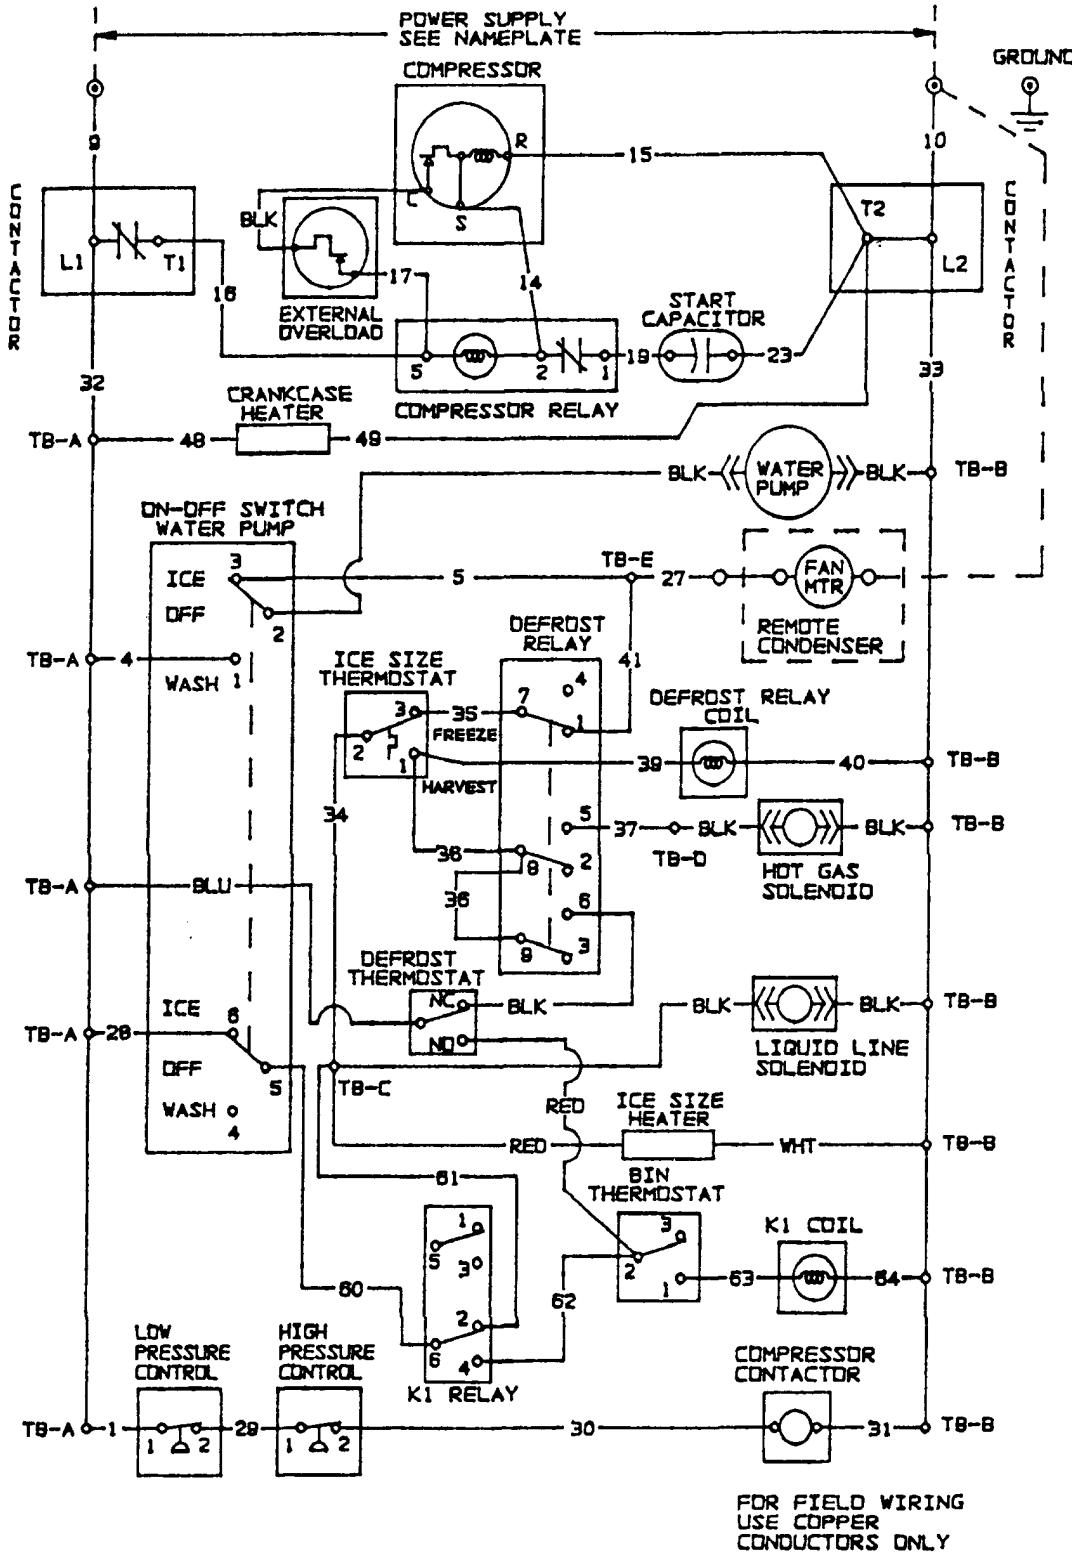 POWER SUPPLY
SEE NAMEPLATE
GROUND
COMPRESSOR
R
C
S
9
15
10
CONTACTOR
CONTACTOR
BLK
T2
L1
T1
L2
16
17
14
EXTERNAL
OVERLOAD
START
CAPACITOR
5
2
1
19
23
COMPRESSOR RELAY
32
33
CRANKCASE
HEATER
TB-A
48
49
BLK
WATER
PUMP
BLK
TB-B
ON-OFF SWITCH
WATER PUMP
3
ICE
5
TB-E
27
FAN
MTR
OFF
2
REMOTE
CONDENSER
DEFROST
RELAY
41
TB-A
4
1
WASH
ICE SIZE
THERMOSTAT
4
DEFROST RELAY
COIL
3
35
7
1
2
FREEZE
1
39
40
TB-B
HARVEST
34
5
37
BLK
BLK
TB-B
TB-D
36
8
2
HOT GAS
SOLENOID
TB-A
BLU
36
6
9
3
DEFROST
THERMOSTAT
ICE
6
NC
BLK
BLK
BLK
TB-B
TB-A
28
NO
LIQUID LINE
SOLENOID
OFF
5
TB-C
WASH
4
RED
ICE SIZE
HEATER
RED
WHT
TB-B
61
BIN
THERMOSTAT
1
5
3
3
K1 COIL
2
1
63
64
TB-B
60
62
2
6
4
K1 RELAY
LOW
PRESSURE
CONTROL
HIGH
PRESSURE
CONTROL
COMPRESSOR
CONTACTOR
TB-A
1
1
2
29
1
2
30
31
TB-B
FOR FIELD WIRING
USE COPPER
CONDUCTORS ONLY